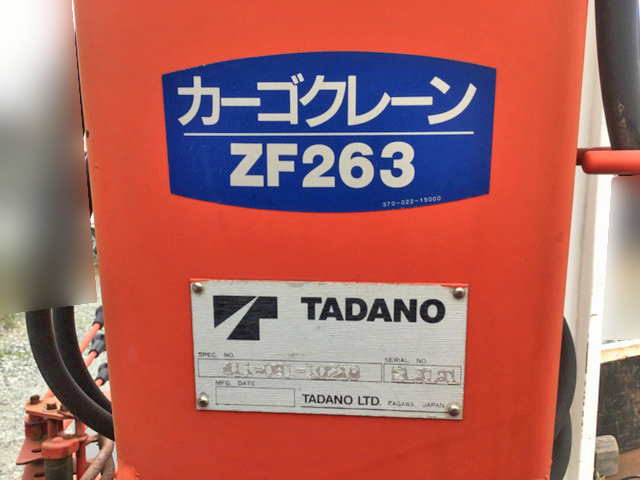 カーゴクレーン
ZF263
370-022-15000
TADANO
SPEC. NO
SERIAL NO.
MFG. DATE
TADANO LTD. KAGAWA, JAPAN